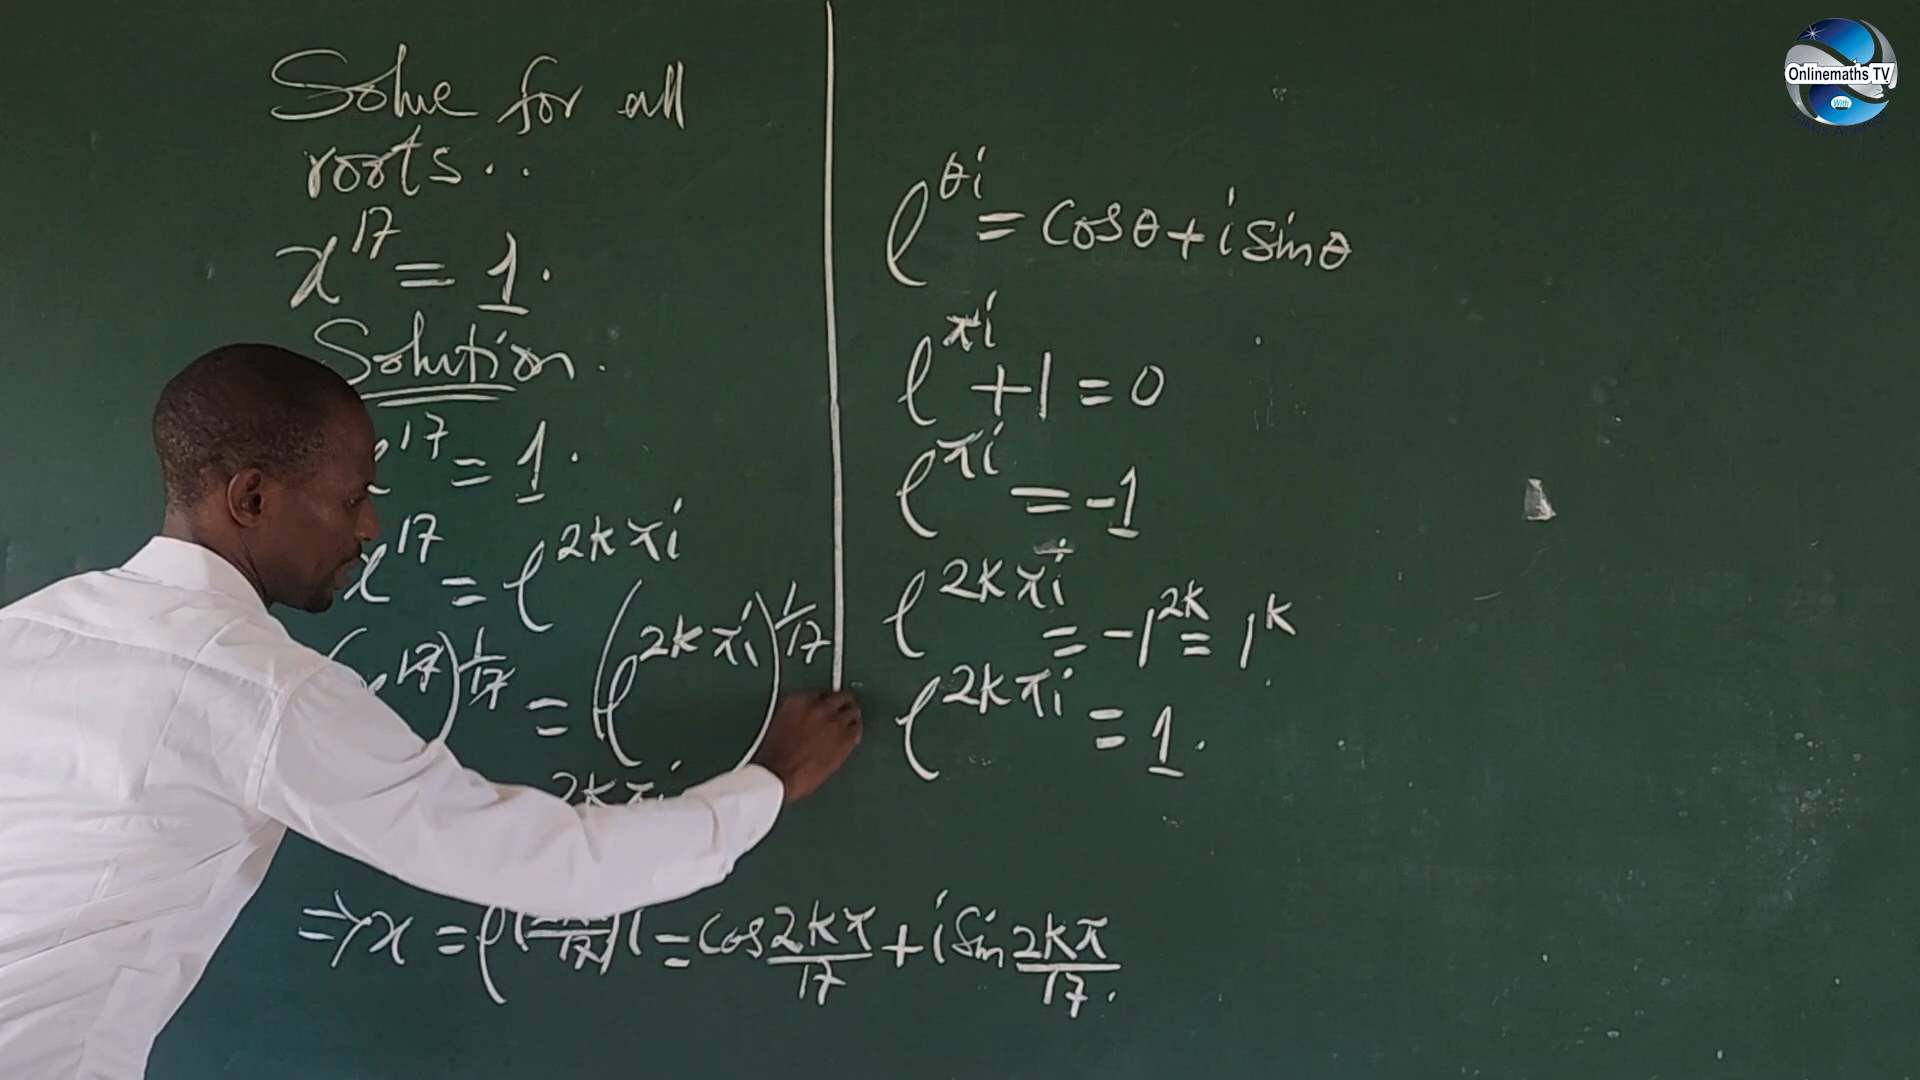 Solve for all
roots..
x^17 = 1.
Solution.
x^17 = 1.
x^17 = e^2kπi
(x^17)^1/17 = (e^2kπi)^1/17
2kπi
⇒ x = e^(2kπ/17)i = cos 2kπ/17 + i sin 2kπ/17.
e^θi = cosθ + i sinθ
e^πi + 1 = 0
e^πi = -1
e^2kπi = -1^2k = 1^k
e^2kπi = 1.
Onlinemaths TV
With